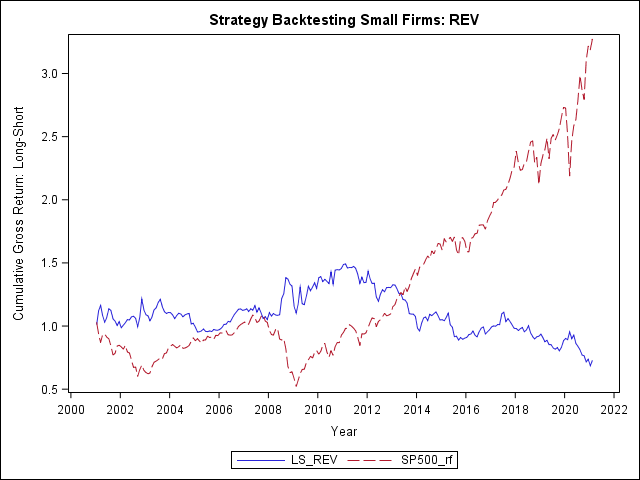 Strategy Backtesting Small Firms: REV
Cumulative Gross Return: Long-Short
3.0
2.5
2.0
1.5
1.0
0.5
2000 2002 2004 2006 2008 2010 2012 2014 2016 2018 2020 2022
Year
LS_REV SP500_rf